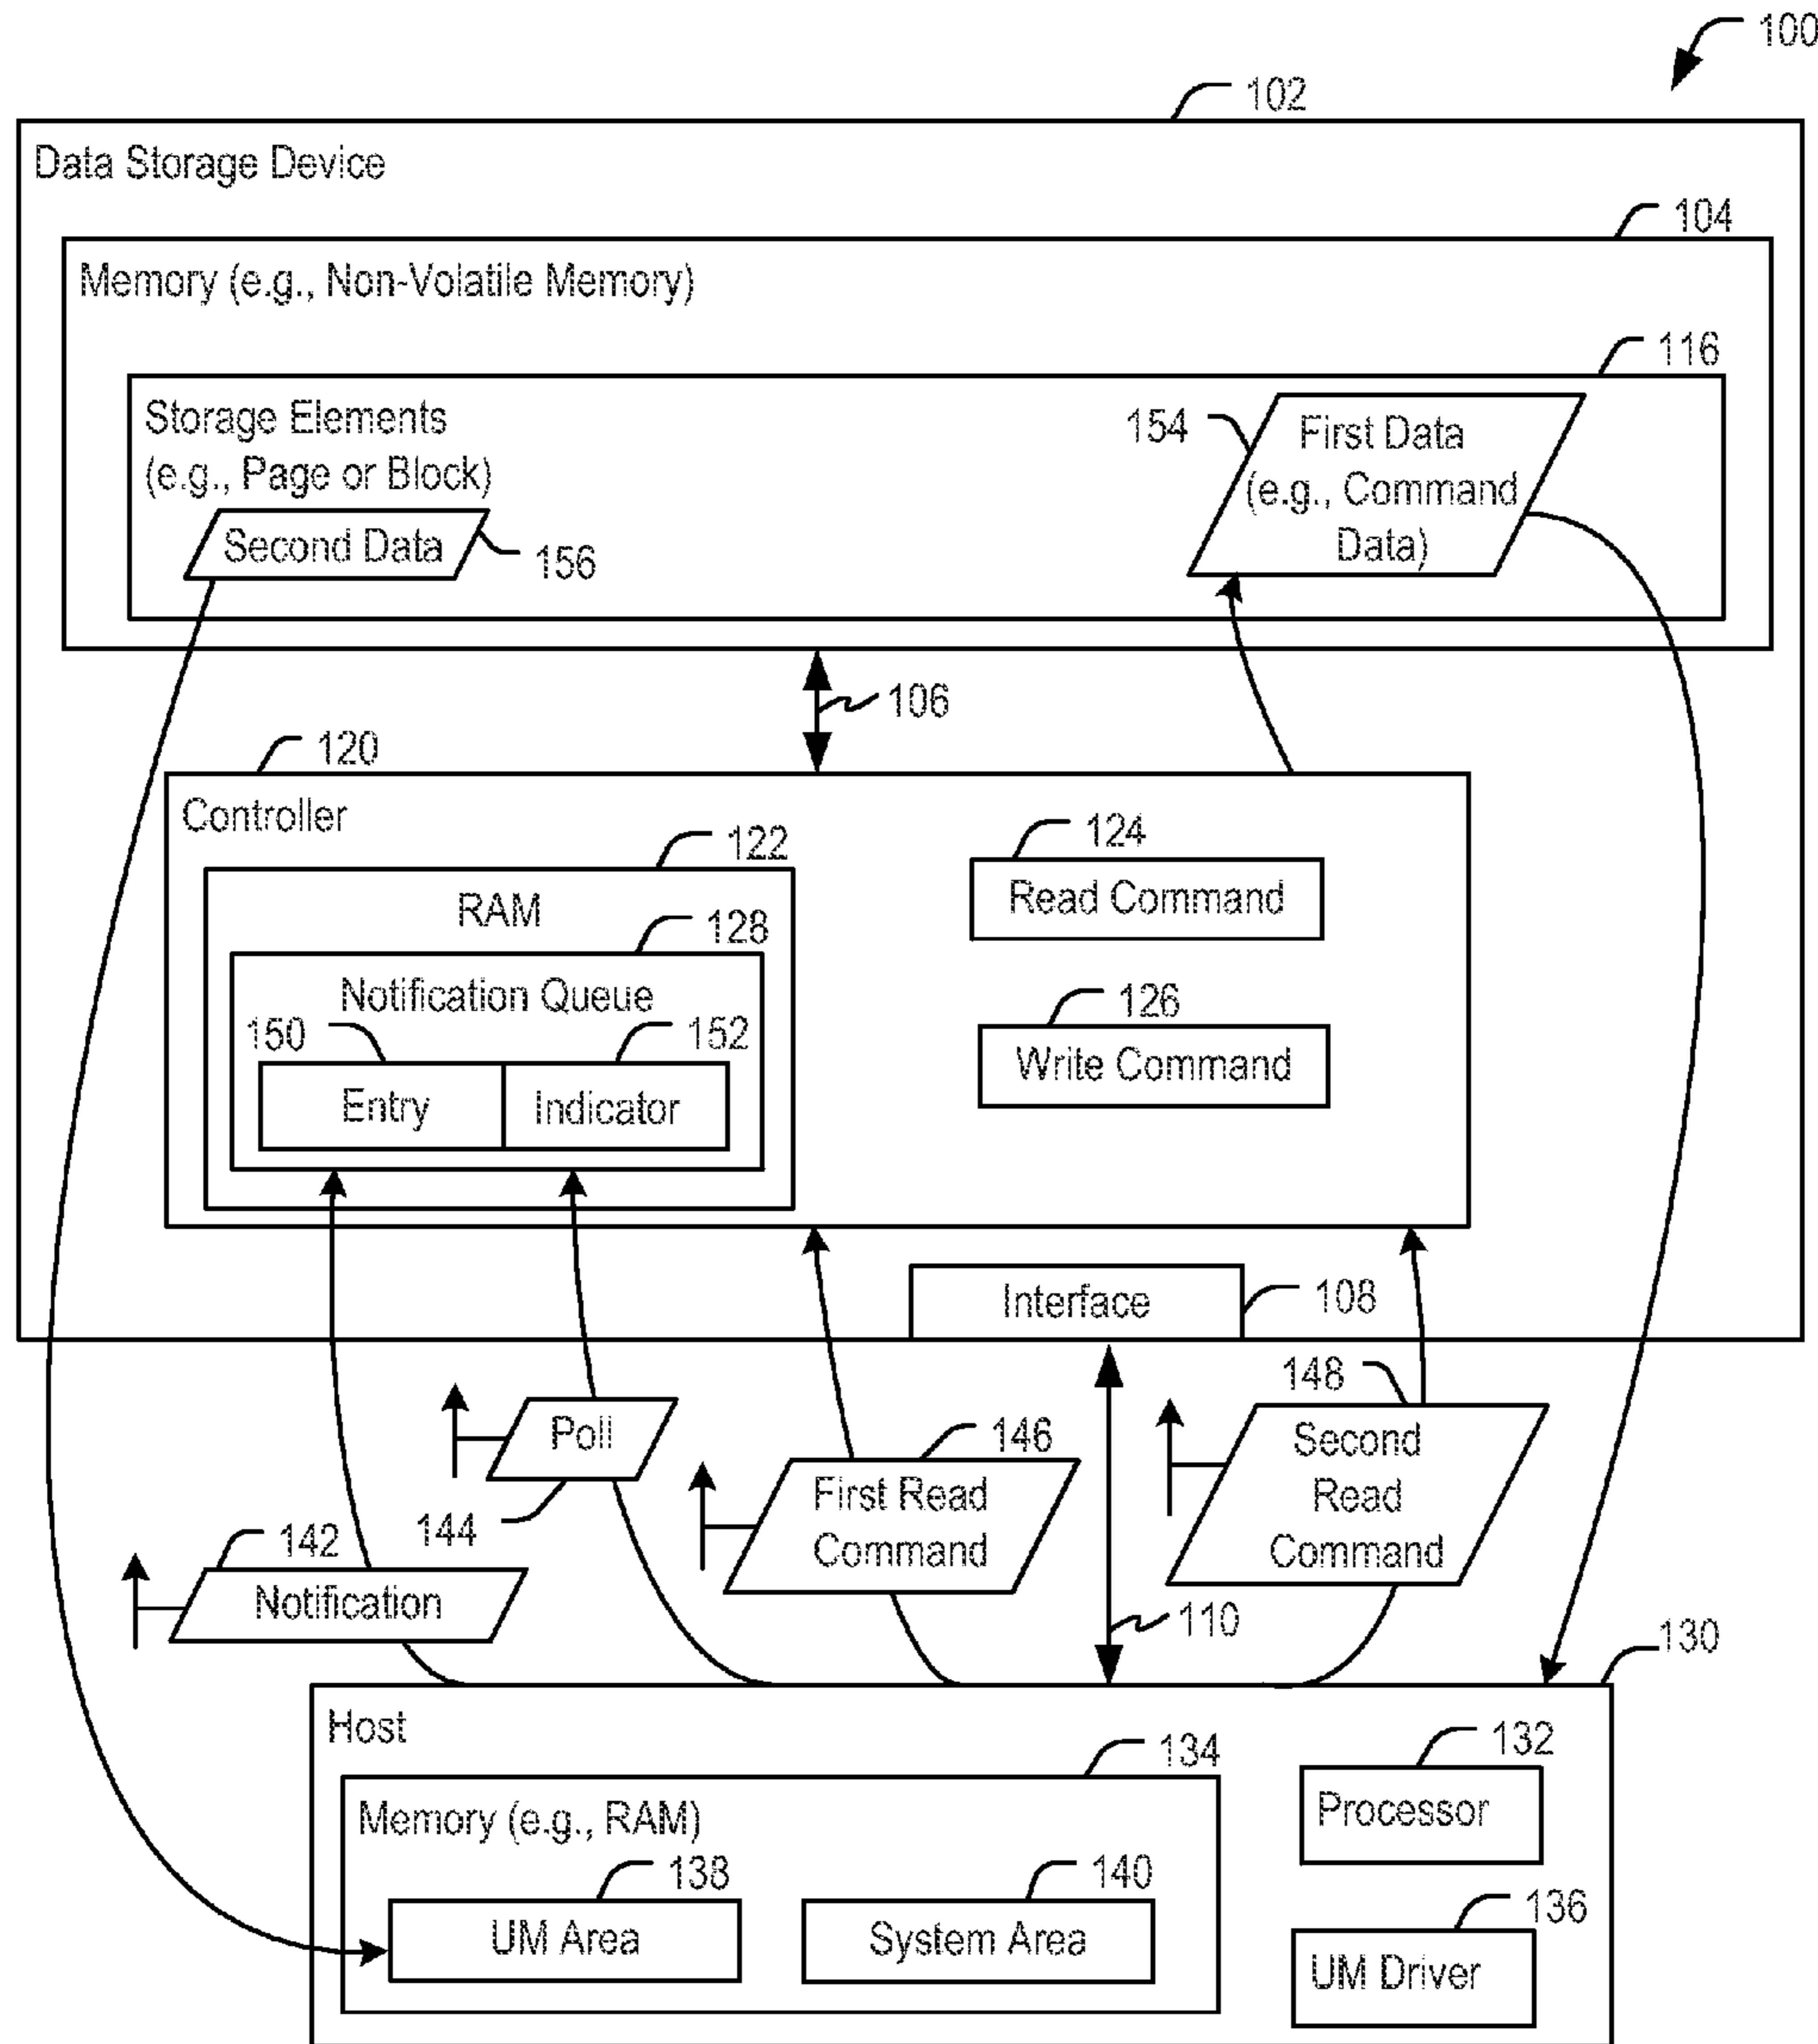 100
102
Data Storage Device
104
Memory (e.g., Non-Volatile Memory)
116
Storage Elements
(e.g., Page or Block)
154
First Data
(e.g., Command
Data)
Second Data
156
106
120
Controller
122
RAM
124
Read Command
128
Notification Queue
126
Write Command
150
152
Entry
Indicator
Interface
108
148
Poll
144
146
First Read
Command
Second
Read
Command
142
Notification
110
130
Host
134
132
Memory (e.g., RAM)
Processor
138
140
UM Area
System Area
136
UM Driver